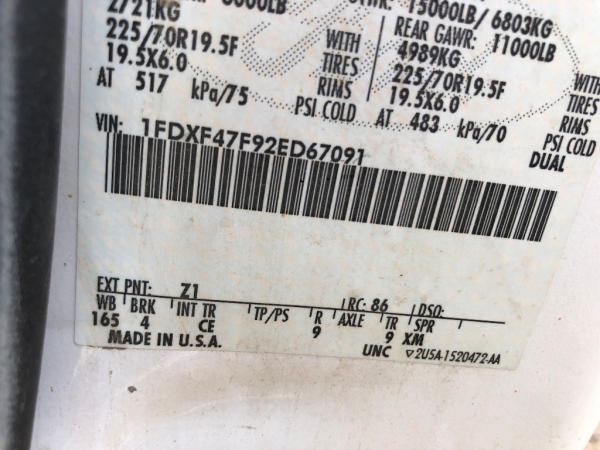 15000LB/ 6803KG
2721KG
REAR GAWR: 11000LB
225/70R19.5F WITH 4989KG
19.5X6.0 TIRES 225/70R19.5F WITH
AT 517 kPa/75 RIMS 19.5X6.0 TIRES
PSI COLD AT 483 kPa/70 RIMS
PSI COLD
DUAL
VIN: 1FDXF47F92ED67091
EXT PNT: Z1 RC: 86 DSO:
WB BRK INT TR TP/PS R AXLE TR SPR
165 4 CE 9 9 XM
MADE IN U.S.A. UNC ▽2U5A-1520472-AA